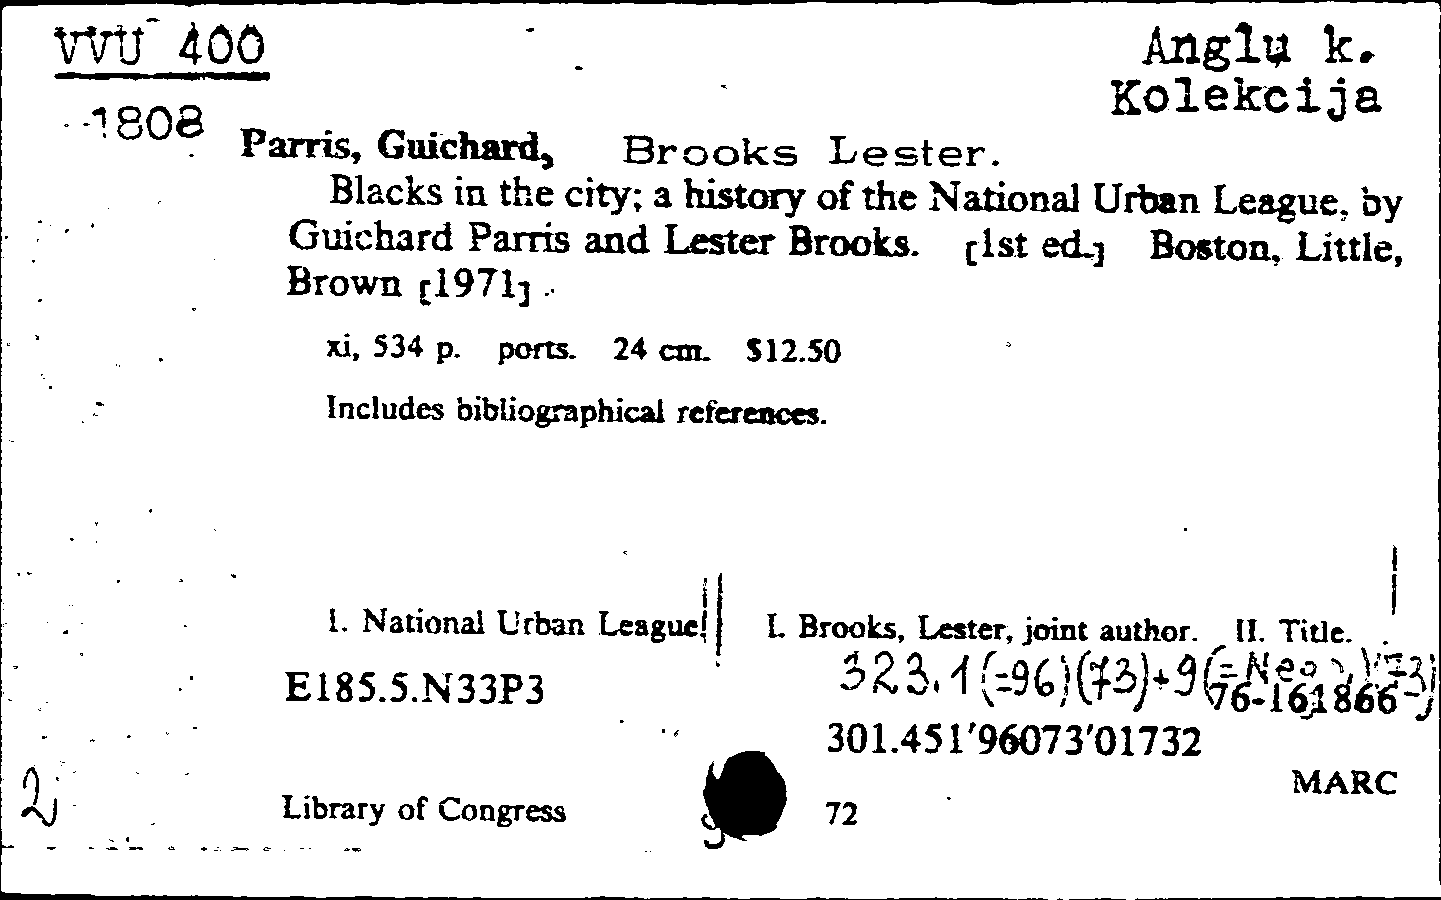 VVU 400
Anglų k.
Kolekcija
1808
Parris, Guichard, Brooks Lester.
Blacks in the city; a history of the National Urban League, by
Guichard Parris and Lester Brooks. [1st ed.] Boston, Little,
Brown [1971]
xi, 534 p. ports. 24 cm. $12.50
Includes bibliographical references.
1. National Urban League. I. Brooks, Lester, joint author. II. Title.
323.1(=96)(73)+9(=
E185.5.N33P3
76-161866
301.451'96073'01732
MARC
2
Library of Congress
72